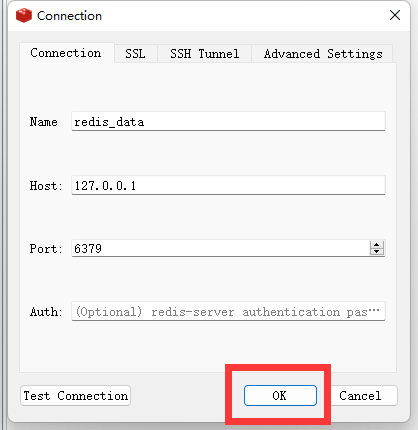 Connection
Connection SSL SSH Tunnel Advanced Settings
Name redis_data
Host: 127.0.0.1
Port: 6379
Auth: (Optional) redis-server authentication pas…
Test Connection OK Cancel